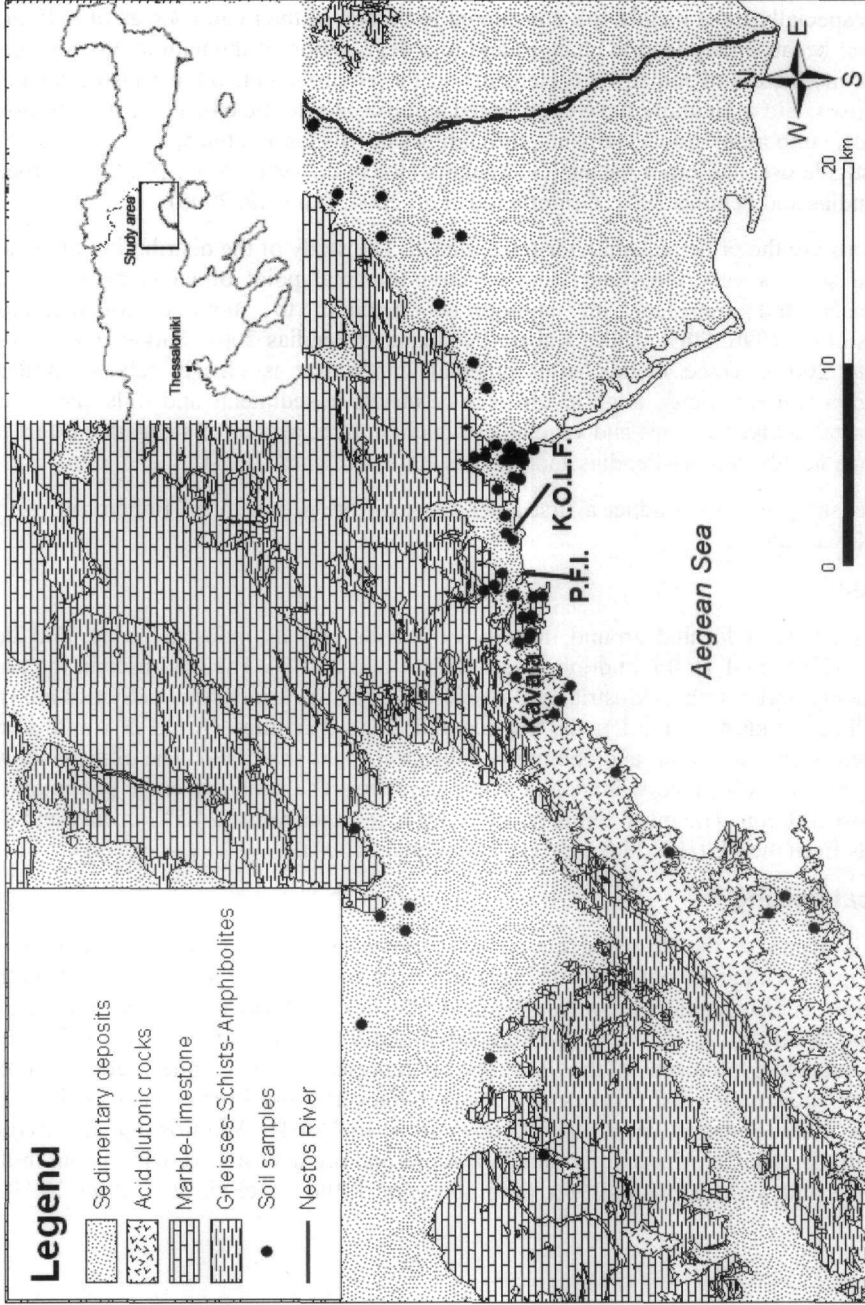 Legend
Sedimentary deposits
Acid plutonic rocks
Marble-Limestone
Gneisses-Schists-Amphibolites
Soil samples
Nestos River
Study area
Thessaloniki
Kavala
P.F.I.
K.O.L.F.
Aegean Sea
0 10 20
km
N
W E
S